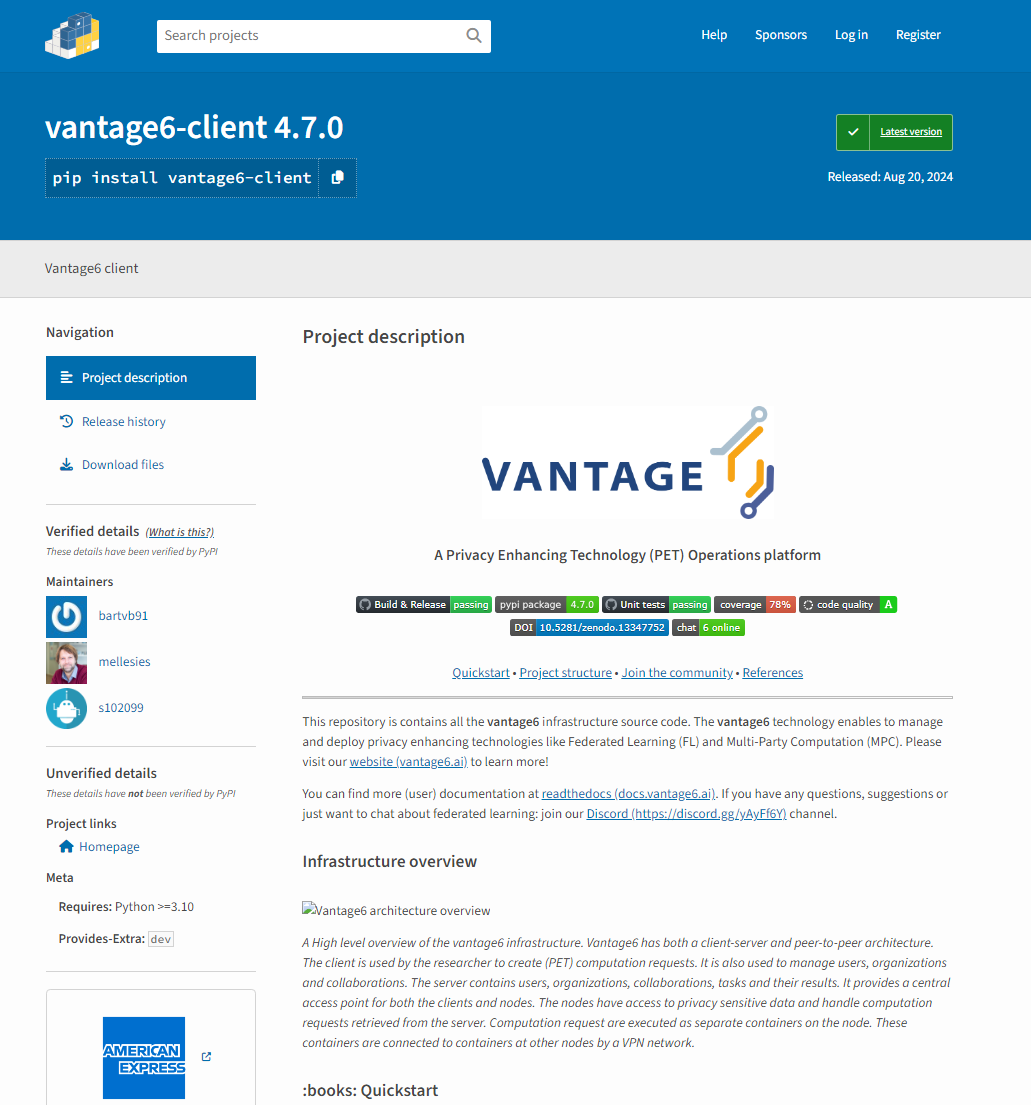 Search projects
Help
Sponsors
Log in
Register
vantage6-client 4.7.0
pip install vantage6-client
Latest version
Released: Aug 20, 2024
Vantage6 client
Navigation
Project description
Release history
Download files
Verified details (What is this?)
These details have been verified by PyPI
Maintainers
bartvb91
mellesies
s102099
Unverified details
These details have not been verified by PyPI
Project links
Homepage
Meta
Requires: Python >=3.10
Provides-Extra: dev
AMERICAN
EXPRESS
Project description
VANTAGE
A Privacy Enhancing Technology (PET) Operations platform
Build & Release passing pypi package 4.7.0 Unit tests passing coverage 78% code quality A
DOI 10.5281/zenodo.13347752 chat 6 online
Quickstart • Project structure • Join the community • References
This repository is contains all the vantage6 infrastructure source code. The vantage6 technology enables to manage
and deploy privacy enhancing technologies like Federated Learning (FL) and Multi-Party Computation (MPC). Please
visit our website (vantage6.ai) to learn more!
You can find more (user) documentation at readthedocs (docs.vantage6.ai). If you have any questions, suggestions or
just want to chat about federated learning: join our Discord (https://discord.gg/yAyFf6Y) channel.
Infrastructure overview
Vantage6 architecture overview
A High level overview of the vantage6 infrastructure. Vantage6 has both a client-server and peer-to-peer architecture.
The client is used by the researcher to create (PET) computation requests. It is also used to manage users, organizations
and collaborations. The server contains users, organizations, collaborations, tasks and their results. It provides a central
access point for both the clients and nodes. The nodes have access to privacy sensitive data and handle computation
requests retrieved from the server. Computation request are executed as separate containers on the node. These
containers are connected to containers at other nodes by a VPN network.
:books: Quickstart